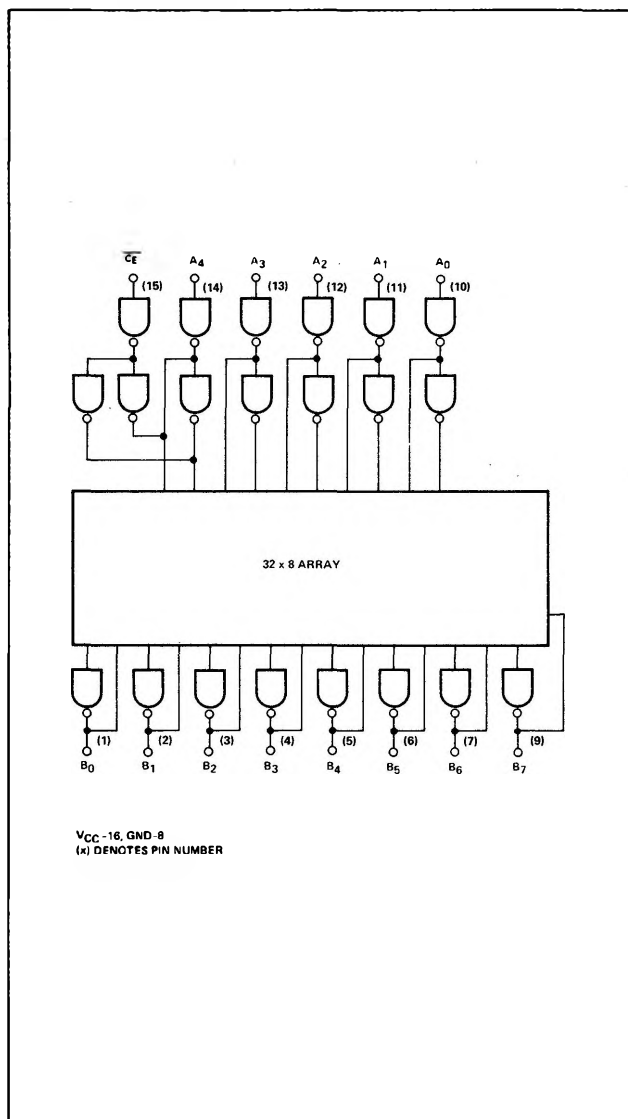 C̅E̅ A4 A3 A2 A1 A0
(15) (14) (13) (12) (11) (10)
32 x 8 ARRAY
(1) (2) (3) (4) (5) (6) (7) (9)
B0 B1 B2 B3 B4 B5 B6 B7
VCC -16, GND-8
(x) DENOTES PIN NUMBER